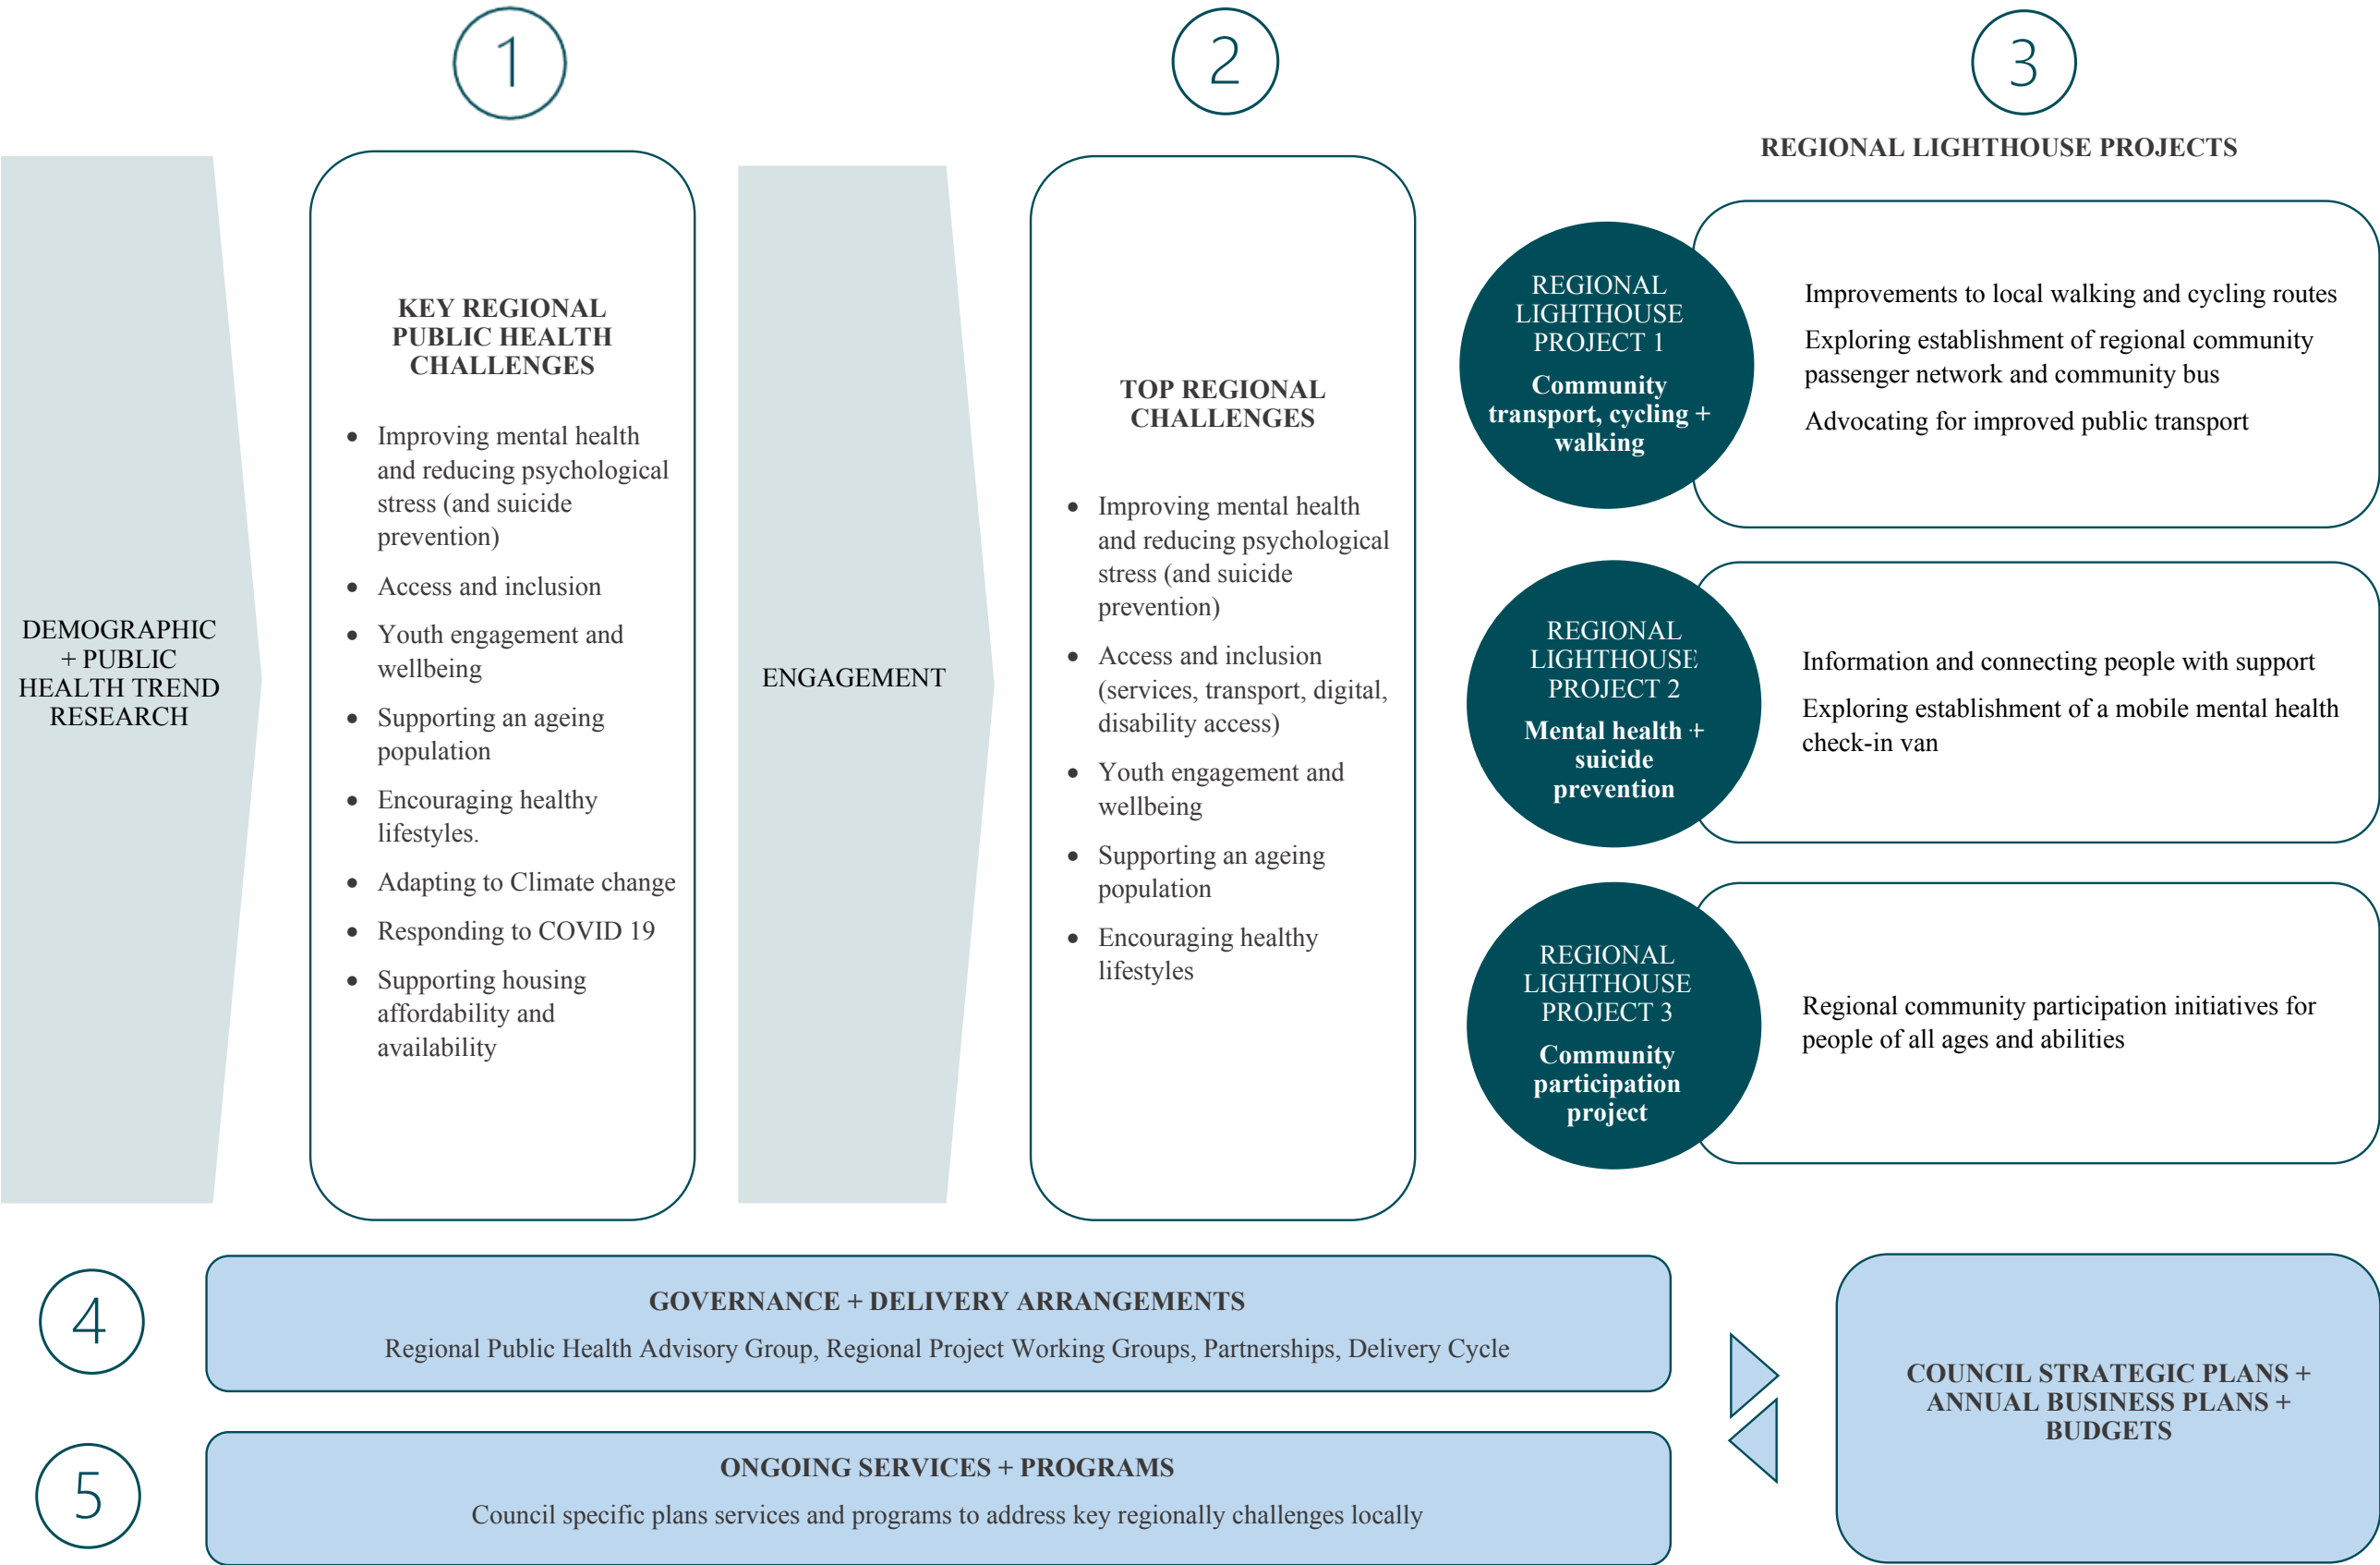 1
2
3
REGIONAL LIGHTHOUSE PROJECTS
DEMOGRAPHIC
+ PUBLIC
HEALTH TREND
RESEARCH
KEY REGIONAL
PUBLIC HEALTH
CHALLENGES
• Improving mental health
and reducing psychological
stress (and suicide
prevention)
• Access and inclusion
• Youth engagement and
wellbeing
• Supporting an ageing
population
• Encouraging healthy
lifestyles.
• Adapting to Climate change
• Responding to COVID 19
• Supporting housing
affordability and
availability
ENGAGEMENT
TOP REGIONAL
CHALLENGES
• Improving mental health
and reducing psychological
stress (and suicide
prevention)
• Access and inclusion
(services, transport, digital,
disability access)
• Youth engagement and
wellbeing
• Supporting an ageing
population
• Encouraging healthy
lifestyles
REGIONAL
LIGHTHOUSE
PROJECT 1
Community
transport, cycling +
walking
Improvements to local walking and cycling routes
Exploring establishment of regional community
passenger network and community bus
Advocating for improved public transport
REGIONAL
LIGHTHOUSE
PROJECT 2
Mental health +
suicide
prevention
Information and connecting people with support
Exploring establishment of a mobile mental health
check-in van
REGIONAL
LIGHTHOUSE
PROJECT 3
Community
participation
project
Regional community participation initiatives for
people of all ages and abilities
4
GOVERNANCE + DELIVERY ARRANGEMENTS
Regional Public Health Advisory Group, Regional Project Working Groups, Partnerships, Delivery Cycle
5
ONGOING SERVICES + PROGRAMS
Council specific plans services and programs to address key regionally challenges locally
COUNCIL STRATEGIC PLANS +
ANNUAL BUSINESS PLANS +
BUDGETS